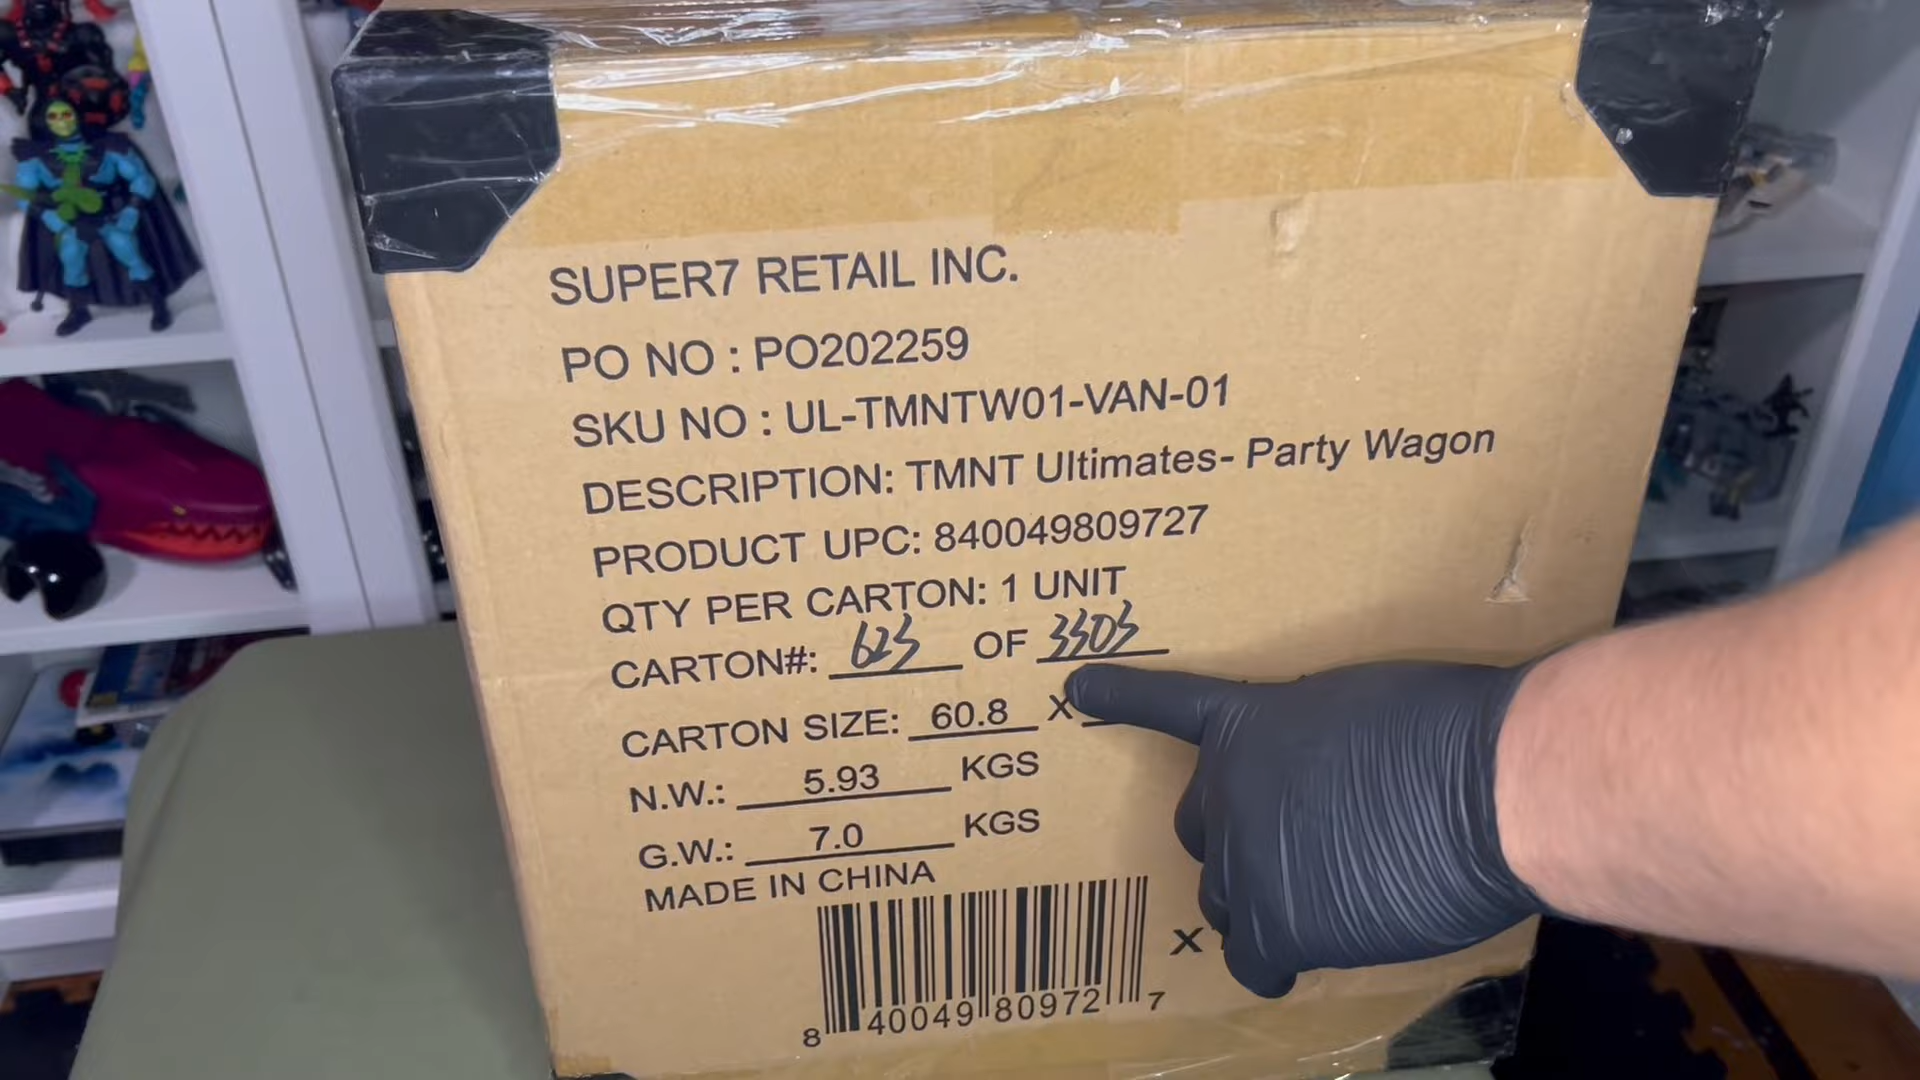 SUPER7 RETAIL INC.
PO NO : PO202259
SKU NO : UL-TMNTW01-VAN-01
DESCRIPTION: TMNT Ultimates- Party Wagon
PRODUCT UPC: 840049809727
QTY PER CARTON: 1 UNIT
CARTON#: 625 OF 3505
CARTON SIZE: 60.8 X
N.W.: 5.93 KGS
G.W.: 7.0 KGS
MADE IN CHINA
X
8 40049 80972 7